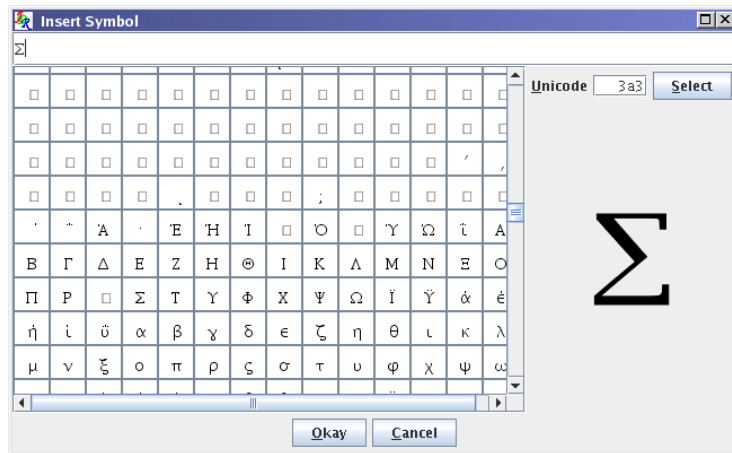 Insert Symbol
Σ
Unicode 3a3 Select
ʹ ͵
ͺ ;
΄ ΅ Ά · Έ Ή Ί Ό Ύ Ώ ΐ Α
Β Γ Δ Ε Ζ Η Θ Ι Κ Λ Μ Ν Ξ Ο
Π Ρ Σ Τ Υ Φ Χ Ψ Ω Ϊ Ϋ ά έ
ή ί ΰ α β γ δ ε ζ η θ ι κ λ
μ ν ξ ο π ρ ς σ τ υ φ χ ψ ω
Σ
Okay Cancel